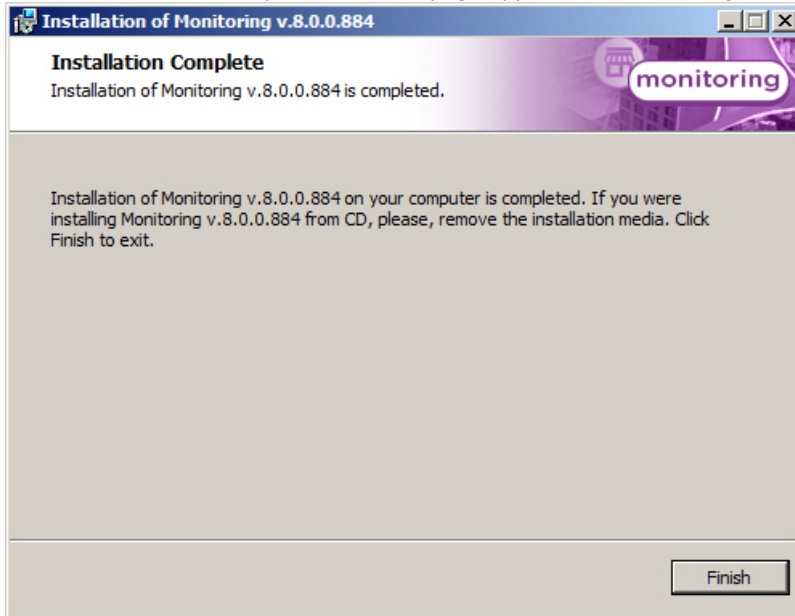 Installation of Monitoring v.8.0.0.884
Installation Complete
Installation of Monitoring v.8.0.0.884 is completed.
monitoring
Installation of Monitoring v.8.0.0.884 on your computer is completed. If you were
installing Monitoring v.8.0.0.884 from CD, please, remove the installation media. Click
Finish to exit.
Finish